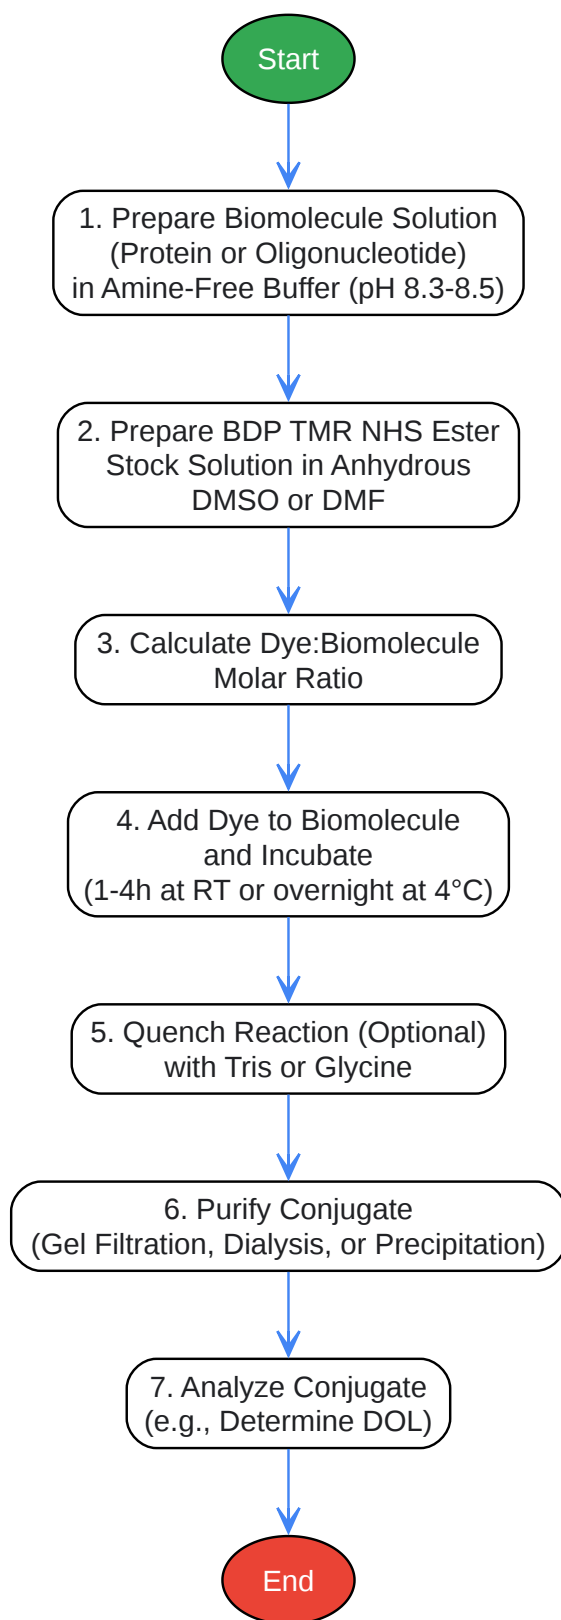 Start
1. Prepare Biomolecule Solution
(Protein or Oligonucleotide)
in Amine-Free Buffer (pH 8.3-8.5)
2. Prepare BDP TMR NHS Ester
Stock Solution in Anhydrous
DMSO or DMF
3. Calculate Dye:Biomolecule
Molar Ratio
4. Add Dye to Biomolecule
and Incubate
(1-4h at RT or overnight at 4°C)
5. Quench Reaction (Optional)
with Tris or Glycine
6. Purify Conjugate
(Gel Filtration, Dialysis, or Precipitation)
7. Analyze Conjugate
(e.g., Determine DOL)
End